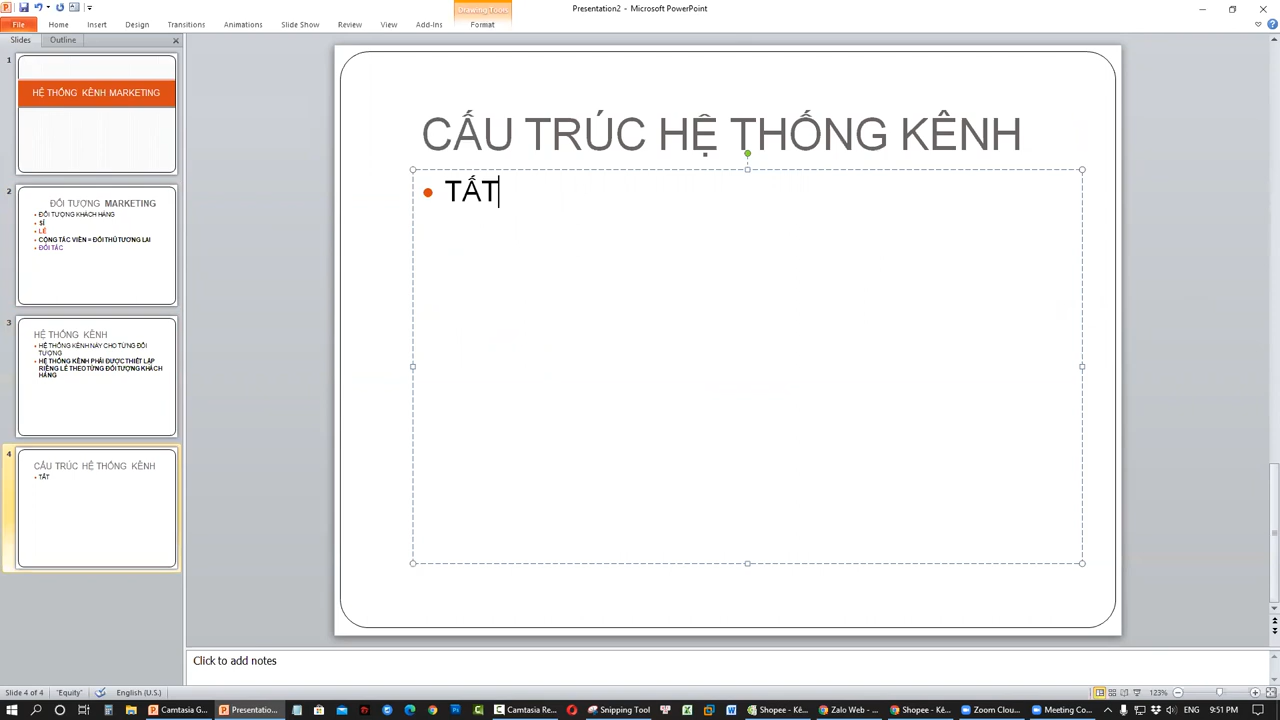 Presentation2 - Microsoft PowerPoint
Drawing Tools
File Home Insert Design Transitions Animations Slide Show Review View Add-Ins Format
Slides Outline
1
HỆ THỐNG KÊNH MARKETING
2
ĐỐI TƯỢNG MARKETING
ĐỐI TƯỢNG KHÁCH HÀNG
SỈ
LẺ
CỘNG TÁC VIÊN = ĐỐI THỦ TƯƠNG LAI
ĐỐI TÁC
3
HỆ THỐNG KÊNH
HỆ THỐNG KÊNH NÀY CHO TỪNG ĐỐI
TƯỢNG
HỆ THỐNG KÊNH PHẢI ĐƯỢC THIẾT LẬP
RIÊNG LẺ THEO TỪNG ĐỐI TƯỢNG KHÁCH
HÀNG
4
CẤU TRÚC HỆ THỐNG KÊNH
TẤT
CẤU TRÚC HỆ THỐNG KÊNH
TẤT
Click to add notes
Slide 4 of 4 "Equity" English (U.S.) 123%
Camtasia G... Presentatio... Camtasia Re... Snipping Tool Shopee - Kê... Zalo Web - ... Shopee - Kê... Zoom Clou... Meeting Co... 9:51 PM